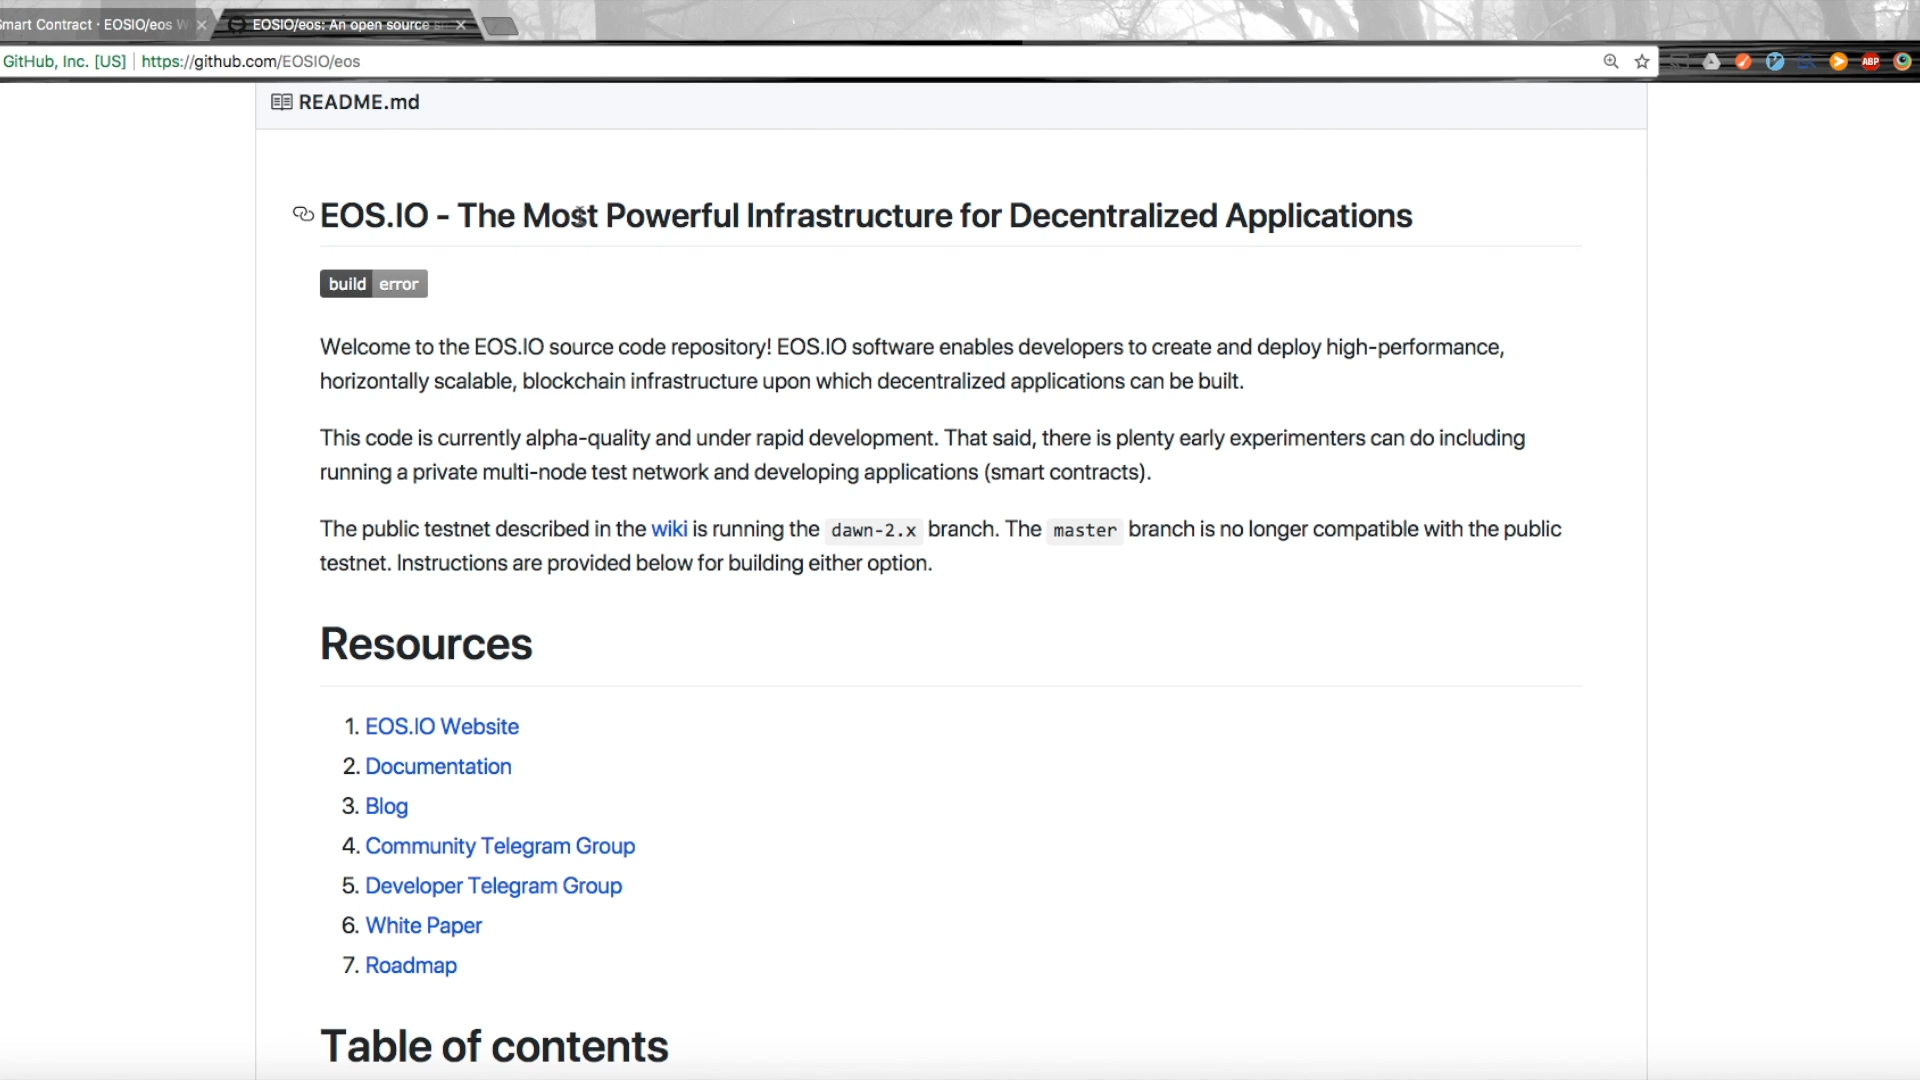 Smart Contract · EOSIO/eos W
EOSIO/eos: An open source s
GitHub, Inc. [US] https://github.com/EOSIO/eos
ABP
README.md
EOS.IO - The Most Powerful Infrastructure for Decentralized Applications
build error
Welcome to the EOS.IO source code repository! EOS.IO software enables developers to create and deploy high-performance,
horizontally scalable, blockchain infrastructure upon which decentralized applications can be built.
This code is currently alpha-quality and under rapid development. That said, there is plenty early experimenters can do including
running a private multi-node test network and developing applications (smart contracts).
The public testnet described in the wiki is running the dawn-2.x branch. The master branch is no longer compatible with the public
testnet. Instructions are provided below for building either option.
Resources
1. EOS.IO Website
2. Documentation
3. Blog
4. Community Telegram Group
5. Developer Telegram Group
6. White Paper
7. Roadmap
Table of contents